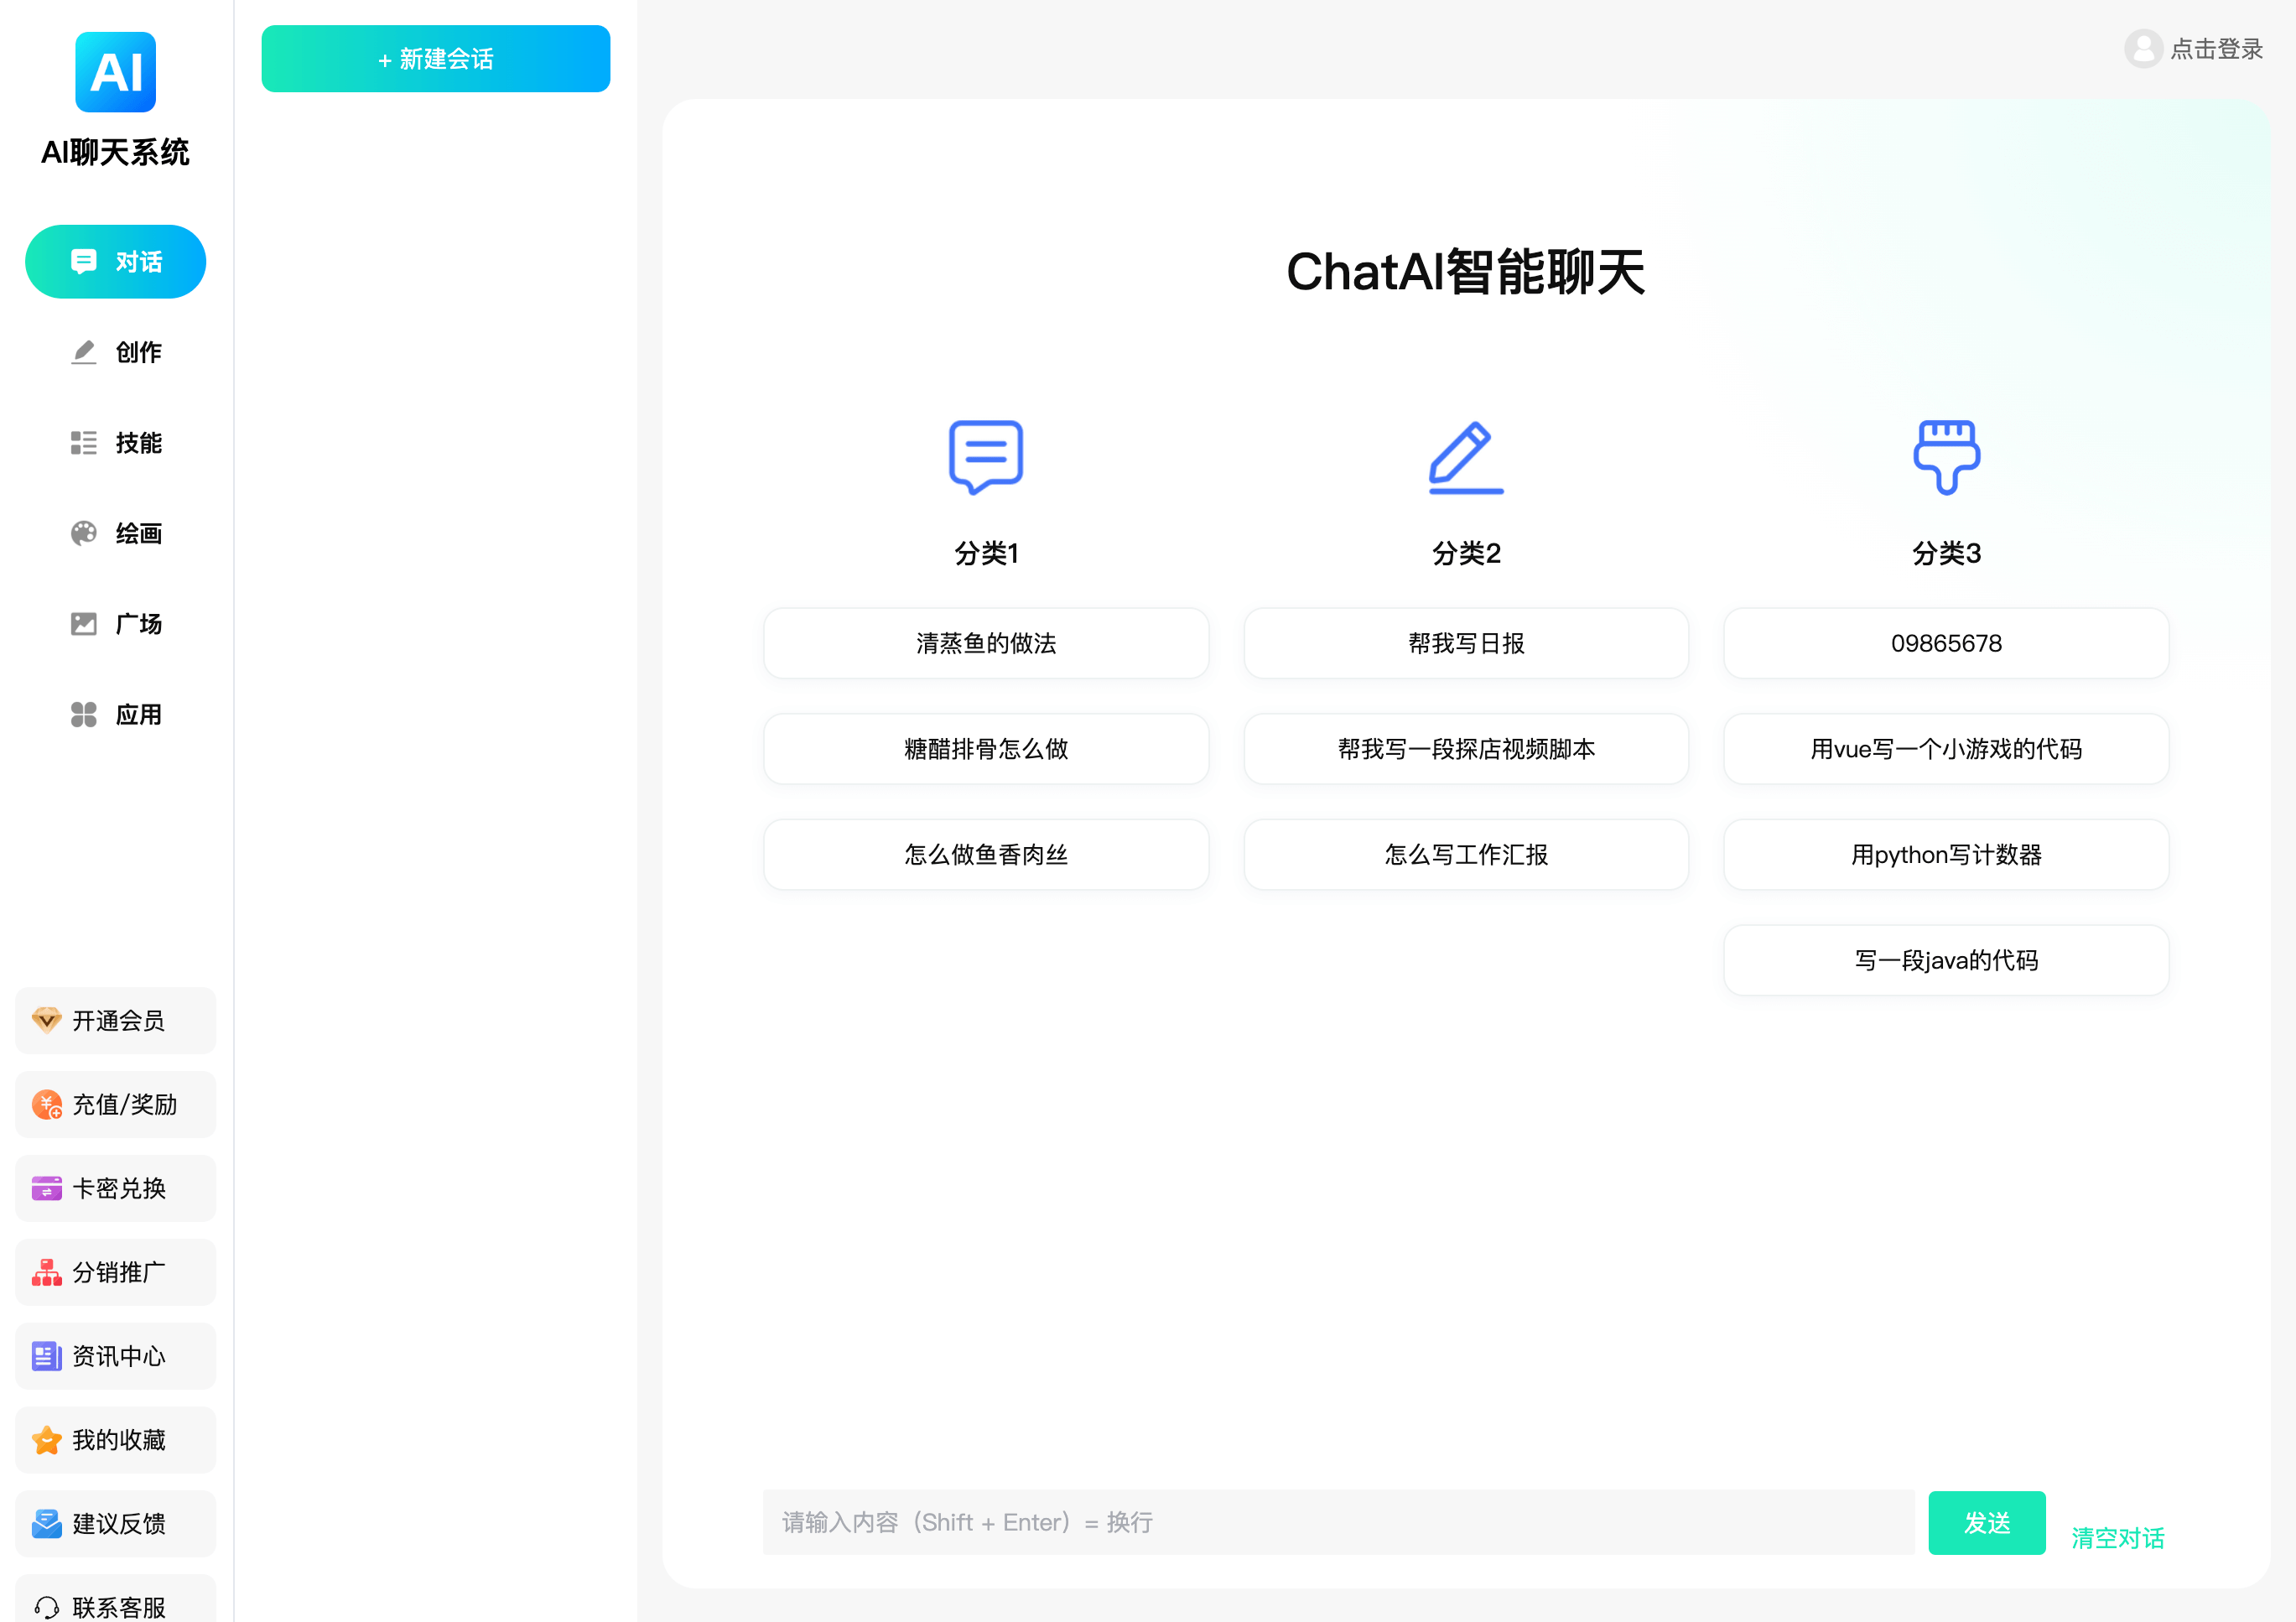 AI
AI聊天系统
对话
创作
技能
绘画
广场
应用
开通会员
充值/奖励
卡密兑换
分销推广
资讯中心
我的收藏
建议反馈
联系客服
+ 新建会话
点击登录
ChatAI智能聊天
分类1
清蒸鱼的做法
糖醋排骨怎么做
怎么做鱼香肉丝
分类2
帮我写日报
帮我写一段探店视频脚本
怎么写工作汇报
分类3
09865678
用vue写一个小游戏的代码
用python写计数器
写一段java的代码
请输入内容（Shift + Enter）= 换行
发送
清空对话